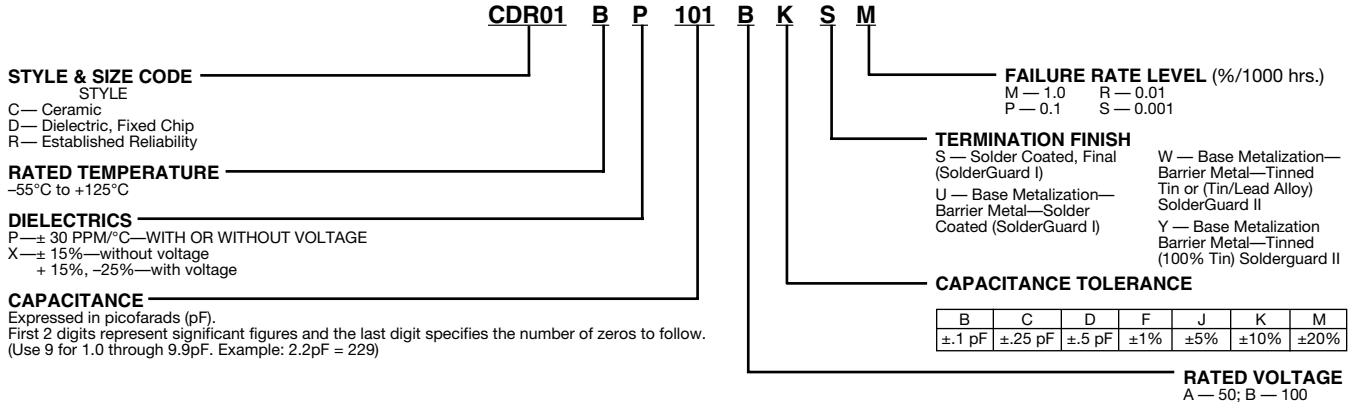 CDR01 B P 101 B K S M
STYLE & SIZE CODE
STYLE
C— Ceramic
D— Dielectric, Fixed Chip
R— Established Reliability
RATED TEMPERATURE
–55°C to +125°C
DIELECTRICS
P—± 30 PPM/°C—WITH OR WITHOUT VOLTAGE
X—± 15%—without voltage
+ 15%, –25%—with voltage
CAPACITANCE
Expressed in picofarads (pF).
First 2 digits represent significant figures and the last digit specifies the number of zeros to follow.
(Use 9 for 1.0 through 9.9pF. Example: 2.2pF = 229)
FAILURE RATE LEVEL (%/1000 hrs.)
M — 1.0 R — 0.01
P — 0.1 S — 0.001
TERMINATION FINISH
S — Solder Coated, Final
(SolderGuard I)
U — Base Metalization—
Barrier Metal—Solder
Coated (SolderGuard I)
W — Base Metalization—
Barrier Metal—Tinned
Tin or (Tin/Lead Alloy)
SolderGuard II
Y — Base Metalization
Barrier Metal—Tinned
(100% Tin) Solderguard II
CAPACITANCE TOLERANCE
B C D F J K M
±.1 pF ±.25 pF ±.5 pF ±1% ±5% ±10% ±20%
RATED VOLTAGE
A — 50; B — 100